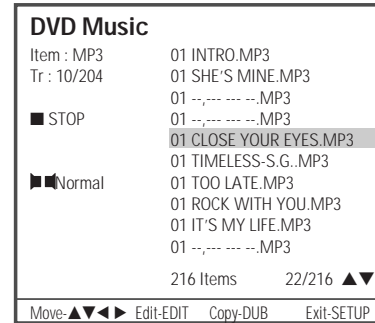 DVD Music
Item : MP3
Tr : 10/204
■ STOP
Normal
01 INTRO.MP3
01 SHE'S MINE.MP3
01 --,--- --- --.MP3
01 --,--- --- --.MP3
01 CLOSE YOUR EYES.MP3
01 TIMELESS-S.G..MP3
01 TOO LATE.MP3
01 ROCK WITH YOU.MP3
01 IT'S MY LIFE.MP3
01 --,--- --- --.MP3
216 Items 22/216 ▲▼
Move-▲▼◀ ▶ Edit-EDIT Copy-DUB Exit-SETUP